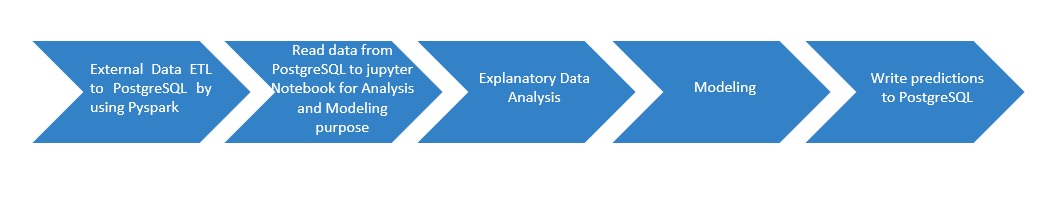 External Data ETL
to PostgreSQL by
using Pyspark
Read data from
PostgreSQL to jupyter
Notebook for Analysis
and Modeling
purpose
Explanatory Data
Analysis
Modeling
Write predictions
to PostgreSQL